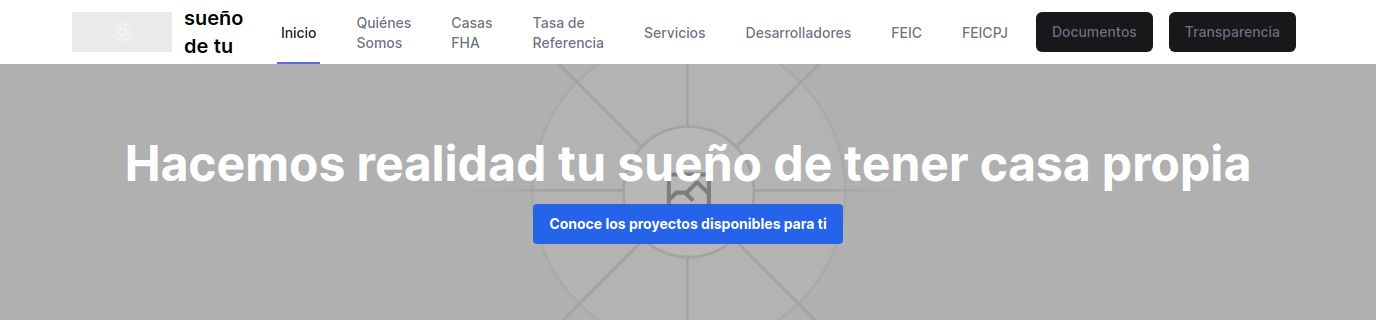 sueño
de tu
Inicio
Quiénes
Somos
Casas
FHA
Tasa de
Referencia
Servicios
Desarrolladores
FEIC
FEICPJ
Documentos
Transparencia
Hacemos realidad tu sueño de tener casa propia
Conoce los proyectos disponibles para ti